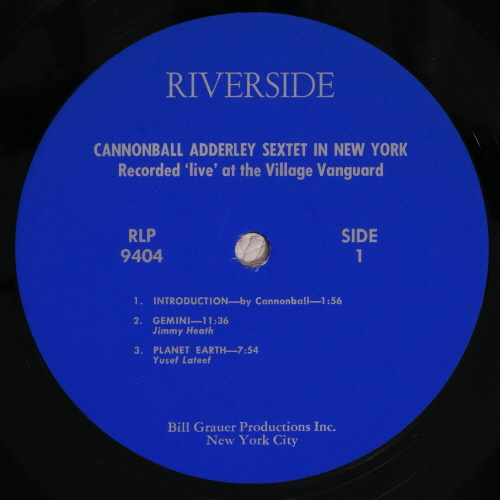 RIVERSIDE
CANNONBALL ADDERLEY SEXTET IN NEW YORK
Recorded 'live' at the Village Vanguard
RLP
9404
SIDE
1
1. INTRODUCTION—by Cannonball—1:56
2. GEMINI—11:36
Jimmy Heath
3. PLANET EARTH—7:54
Yusef Lateef
Bill Grauer Productions Inc.
New York City